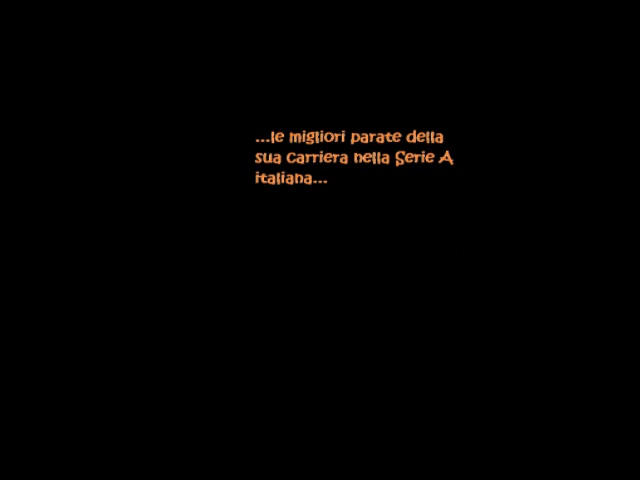 ...le migliori parate della
sua carriera nella Serie A
italiana...